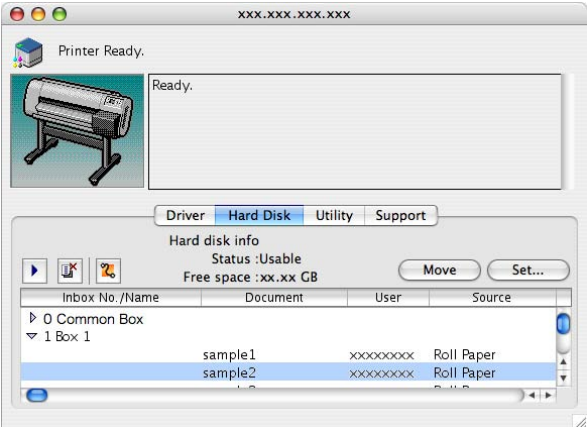 xxx.xxx.xxx.xxx
Printer Ready.
Ready.
Driver Hard Disk Utility Support
Hard disk info
Status :Usable
Free space :xx.xx GB
Move Set...
Inbox No./Name Document User Source
0 Common Box
1 Box 1
sample1 xxxxxxxx Roll Paper
sample2 xxxxxxxx Roll Paper